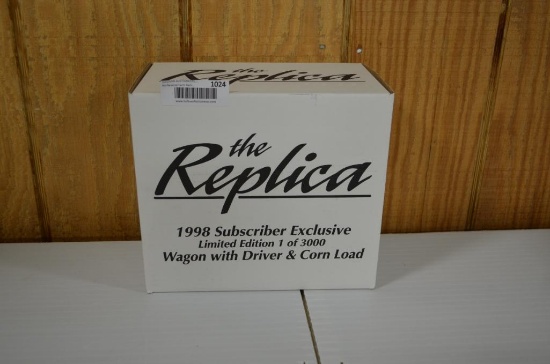 the
Replica
1024
the
Replica
1998 Subscriber Exclusive
Limited Edition 1 of 3000
Wagon with Driver & Corn Load